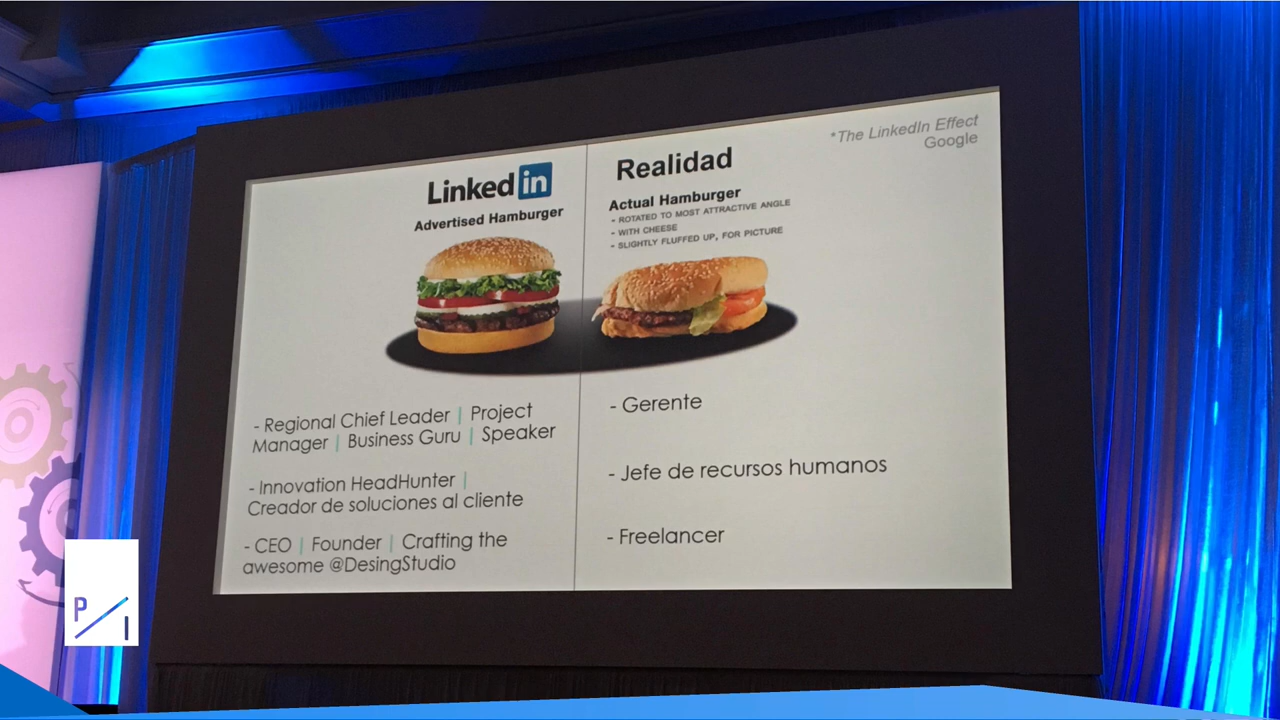 *The LinkedIn Effect
Google
Linked in
Advertised Hamburger
Realidad
Actual Hamburger
- ROTATED TO MOST ATTRACTIVE ANGLE
- WITH CHEESE
- SLIGHTLY FLUFFED UP, FOR PICTURE
- Regional Chief Leader | Project
Manager | Business Guru | Speaker
- Innovation HeadHunter |
Creador de soluciones al cliente
- CEO | Founder | Crafting the
awesome @DesingStudio
- Gerente
- Jefe de recursos humanos
- Freelancer
P/I